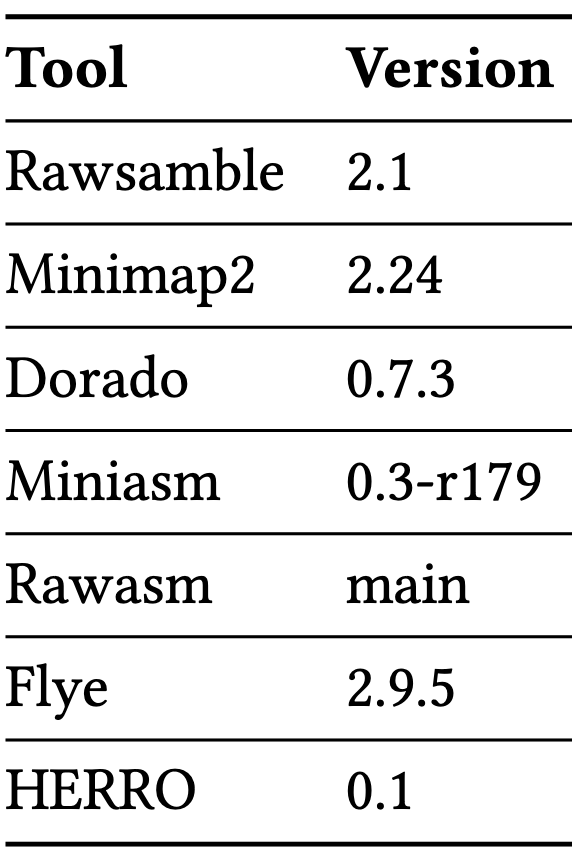 Tool Version
Rawsamble 2.1
Minimap2 2.24
Dorado 0.7.3
Miniasm 0.3-r179
Rawasm main
Flye 2.9.5
HERRO 0.1